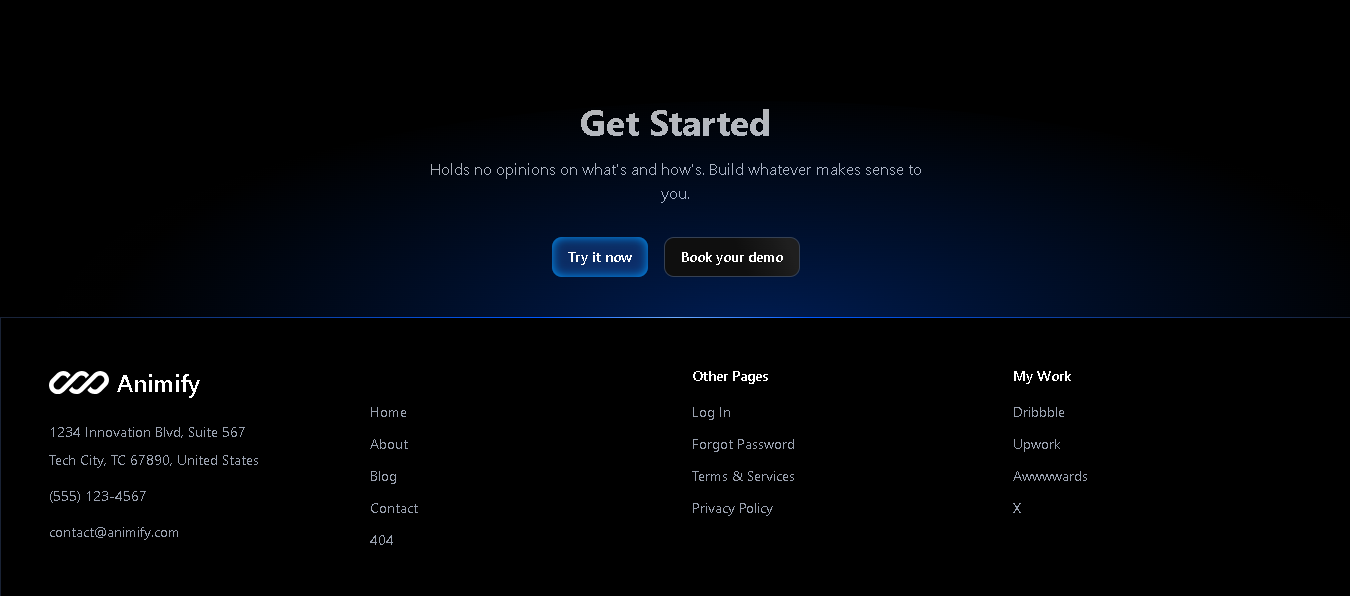 Get Started
Holds no opinions on what's and how's. Build whatever makes sense to
you.
Try it now
Book your demo
Animify
1234 Innovation Blvd, Suite 567
Tech City, TC 67890, United States
(555) 123-4567
contact@animify.com
Home
About
Blog
Contact
404
Other Pages
Log In
Forgot Password
Terms & Services
Privacy Policy
My Work
Dribbble
Upwork
Awwwwards
X